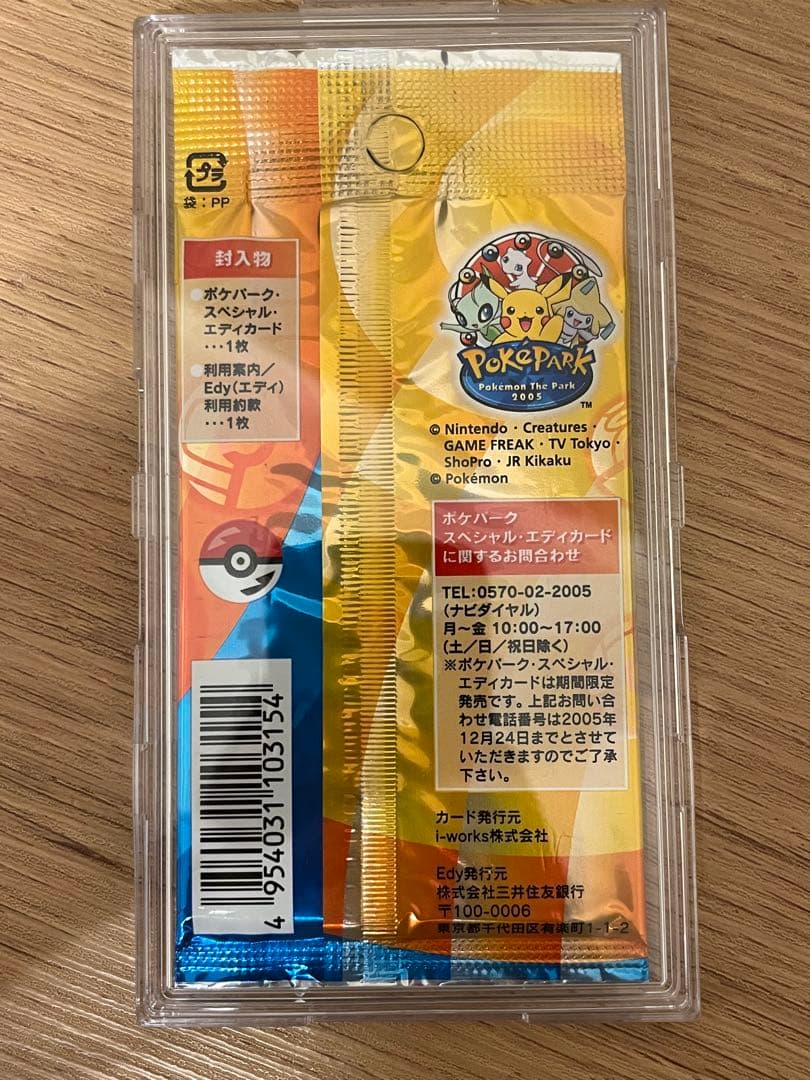 プラ
袋：PP
封入物
●ポケパーク・
スペシャル・
エディカード
・・・1枚
●利用案内／
Edy（エディ）
利用約款
・・・1枚
4 954031 103154
POKéPARK
Pokémon The Park
2005
TM
© Nintendo・Creatures・
GAME FREAK・TV Tokyo・
ShoPro・JR Kikaku
© Pokémon
ポケパーク
スペシャル・エディカード
に関するお問合わせ
TEL:0570-02-2005
（ナビダイヤル）
月～金 10:00～17:00
（土／日／祝日除く）
※ポケパーク・スペシャル・
エディカードは期間限定
発売です。上記お問い合
わせ電話番号は2005年
12月24日までとさせて
いただきますのでご了承
下さい。
カード発行元
i-works株式会社
Edy発行元
株式会社三井住友銀行
〒100-0006
東京都千代田区有楽町1-1-2